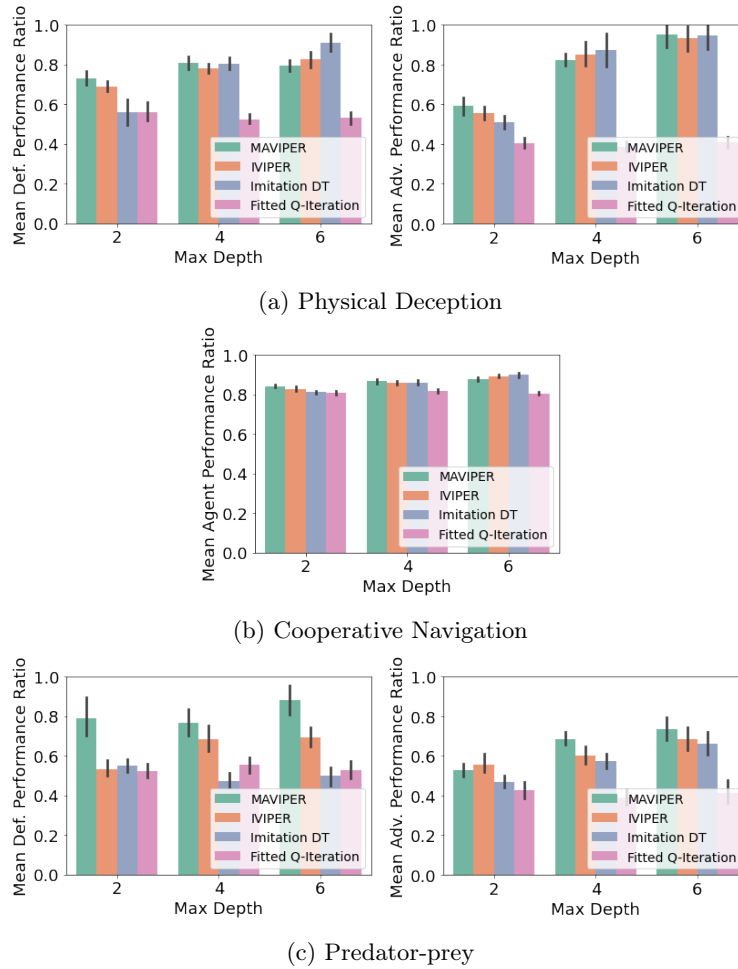 Mean Def. Performance Ratio
1.0
0.8
0.6
0.4
0.2
0.0
2
4
6
Max Depth
MAVIPER
IVIPER
Imitation DT
Fitted Q-Iteration
Mean Adv. Performance Ratio
1.0
0.8
0.6
0.4
0.2
0.0
2
4
6
Max Depth
MAVIPER
IVIPER
Imitation DT
Fitted Q-Iteration
(a) Physical Deception
Mean Agent Performance Ratio
1.0
0.8
0.6
0.4
0.2
0.0
2
4
6
Max Depth
MAVIPER
IVIPER
Imitation DT
Fitted Q-Iteration
(b) Cooperative Navigation
Mean Def. Performance Ratio
1.0
0.8
0.6
0.4
0.2
0.0
2
4
6
Max Depth
MAVIPER
IVIPER
Imitation DT
Fitted Q-Iteration
Mean Adv. Performance Ratio
1.0
0.8
0.6
0.4
0.2
0.0
2
4
6
Max Depth
MAVIPER
IVIPER
Imitation DT
Fitted Q-Iteration
(c) Predator-prey